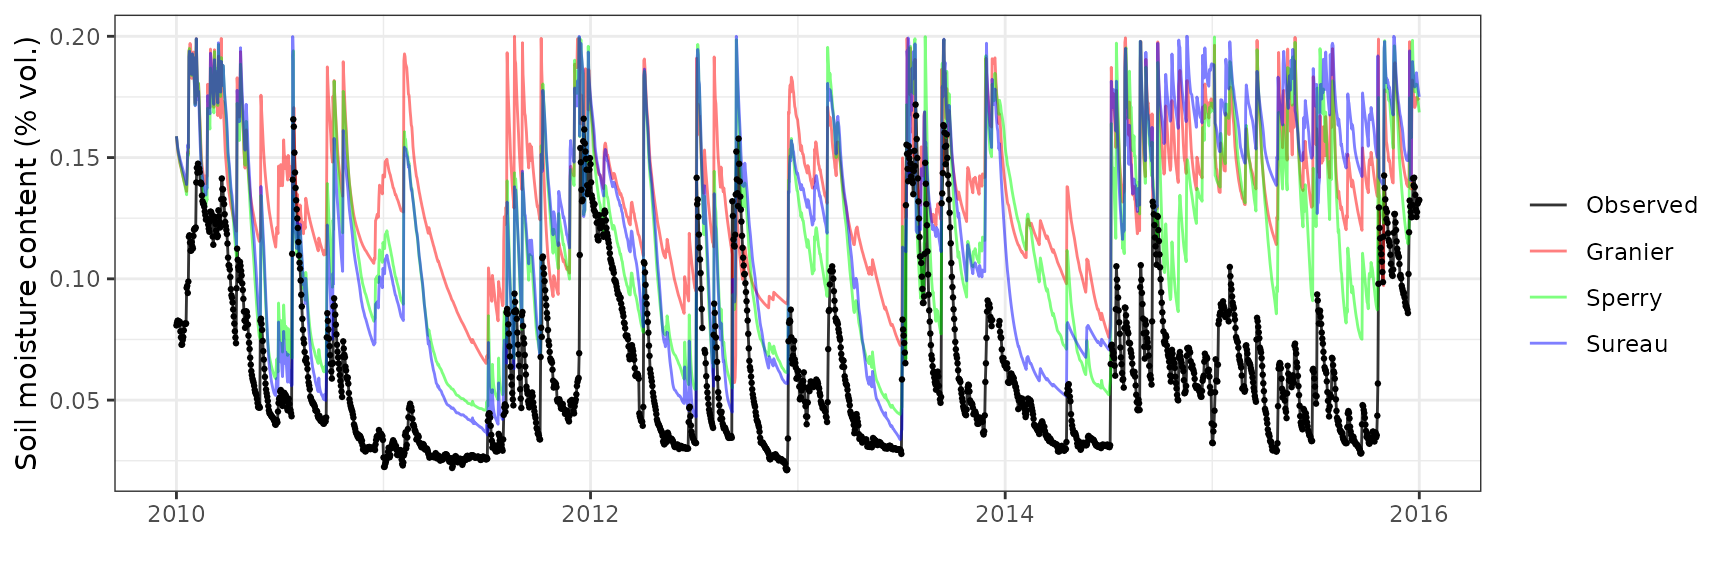 Soil moisture content (% vol.)
0.20
0.15
0.10
0.05
2010
2012
2014
2016
Observed
Granier
Sperry
Sureau